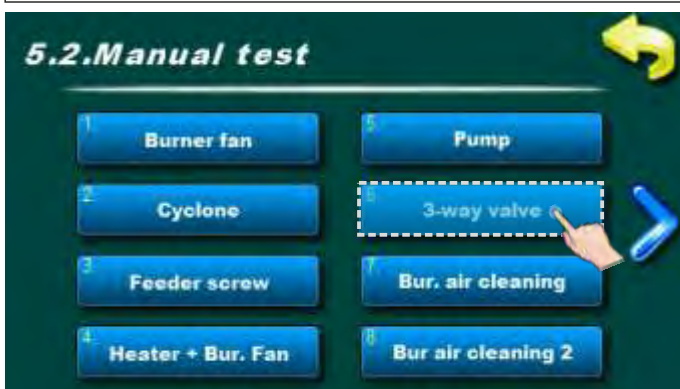 5.2.Manual test
1
Burner fan
2
Cyclone
3
Feeder screw
4
Heater + Bur. Fan
5
Pump
6
3-way valve
7
Bur. air cleaning
8
Bur air cleaning 2